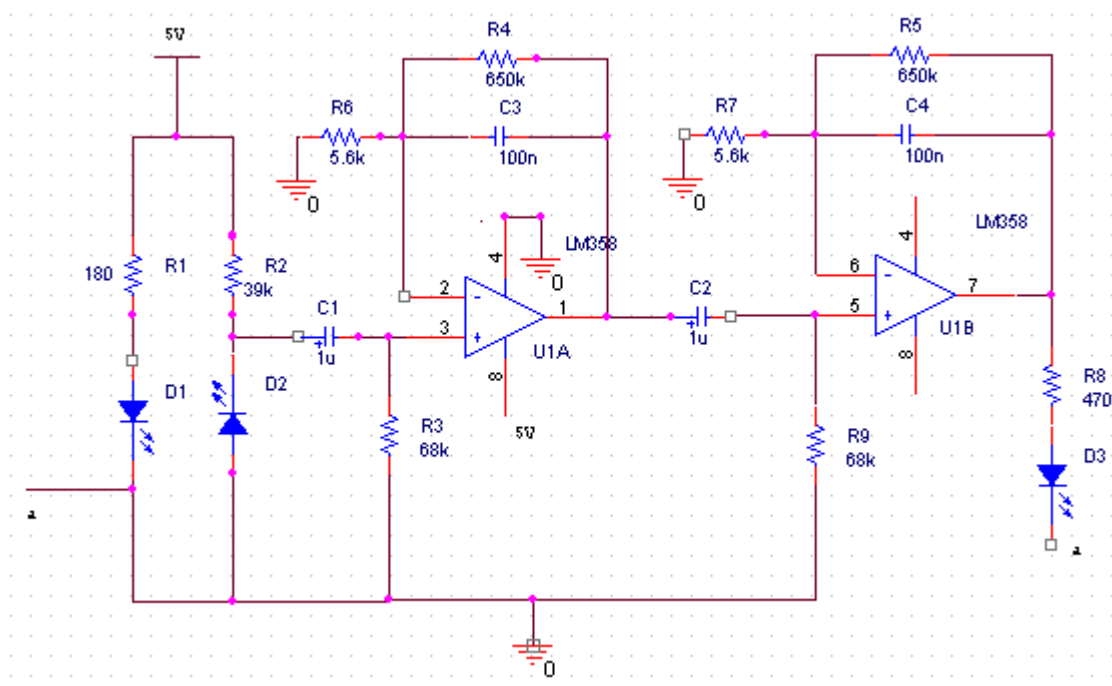 5V
R4
650k
R6
5.6k
C3
100n
0
R5
650k
R7
5.6k
C4
100n
0
180
R1
R2
39k
C1
+
1u
D1
D2
4
0
LM358
2
-
3
+
1
U1A
8
5V
R3
68k
C2
+
1u
4
LM358
6
-
5
+
7
U1B
8
R9
68k
R8
470
D3
a
a
0